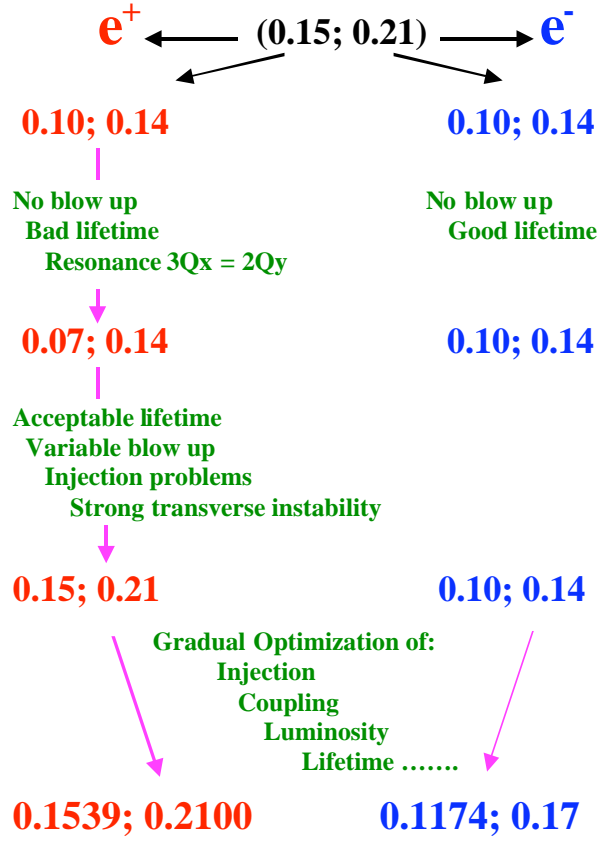 e+ (0.15; 0.21) e-
0.10; 0.14 0.10; 0.14
No blow up
Bad lifetime
Resonance 3Qx = 2Qy
No blow up
Good lifetime
0.07; 0.14 0.10; 0.14
Acceptable lifetime
Variable blow up
Injection problems
Strong transverse instability
0.15; 0.21 0.10; 0.14
Gradual Optimization of:
Injection
Coupling
Luminosity
Lifetime …….
0.1539; 0.2100 0.1174; 0.17